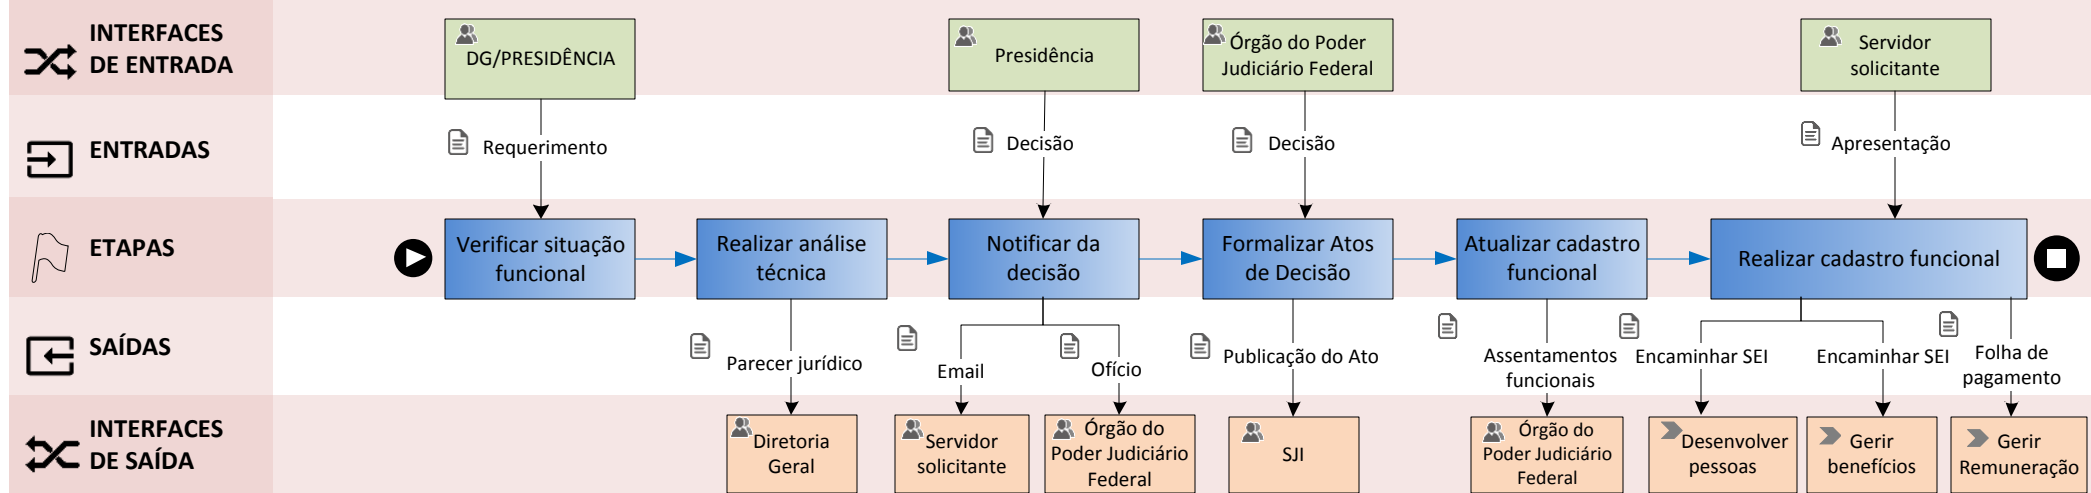 INTERFACES
DE ENTRADA
DG/PRESIDÊNCIA
Presidência
Órgão do Poder
Judiciário Federal
Servidor
solicitante
ENTRADAS
Requerimento
Decisão
Decisão
Apresentação
ETAPAS
Verificar situação
funcional
Realizar análise
técnica
Notificar da
decisão
Formalizar Atos
de Decisão
Atualizar cadastro
funcional
Realizar cadastro funcional
SAÍDAS
Parecer jurídico
Email
Ofício
Publicação do Ato
Assentamentos
funcionais
Encaminhar SEI
Encaminhar SEI
Folha de
pagamento
INTERFACES
DE SAÍDA
Diretoria
Geral
Servidor
solicitante
Órgão do
Poder Judiciário
Federal
SJI
Órgão do
Poder Judiciário
Federal
Desenvolver
pessoas
Gerir
benefícios
Gerir
Remuneração